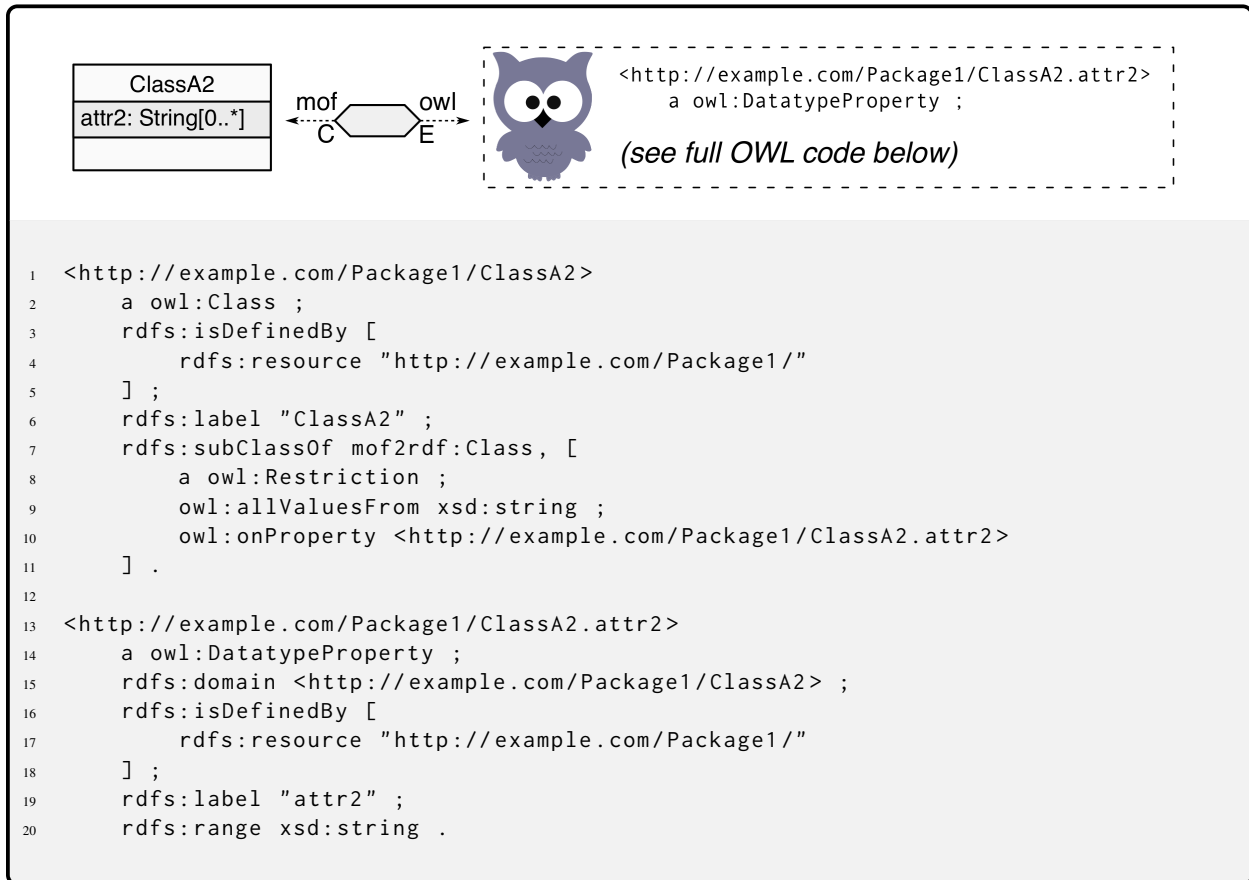 ClassA2
attr2: String[0..*]
mof
C
owl
E
<http://example.com/Package1/ClassA2.attr2>
    a owl:DatatypeProperty ;
(see full OWL code below)
1 <http://example.com/Package1/ClassA2>
2     a owl:Class ;
3     rdfs:isDefinedBy [
4         rdfs:resource "http://example.com/Package1/"
5     ] ;
6     rdfs:label "ClassA2" ;
7     rdfs:subClassOf mof2rdf:Class, [
8         a owl:Restriction ;
9         owl:allValuesFrom xsd:string ;
10         owl:onProperty <http://example.com/Package1/ClassA2.attr2>
11     ] .
12
13 <http://example.com/Package1/ClassA2.attr2>
14     a owl:DatatypeProperty ;
15     rdfs:domain <http://example.com/Package1/ClassA2> ;
16     rdfs:isDefinedBy [
17         rdfs:resource "http://example.com/Package1/"
18     ] ;
19     rdfs:label "attr2" ;
20     rdfs:range xsd:string .